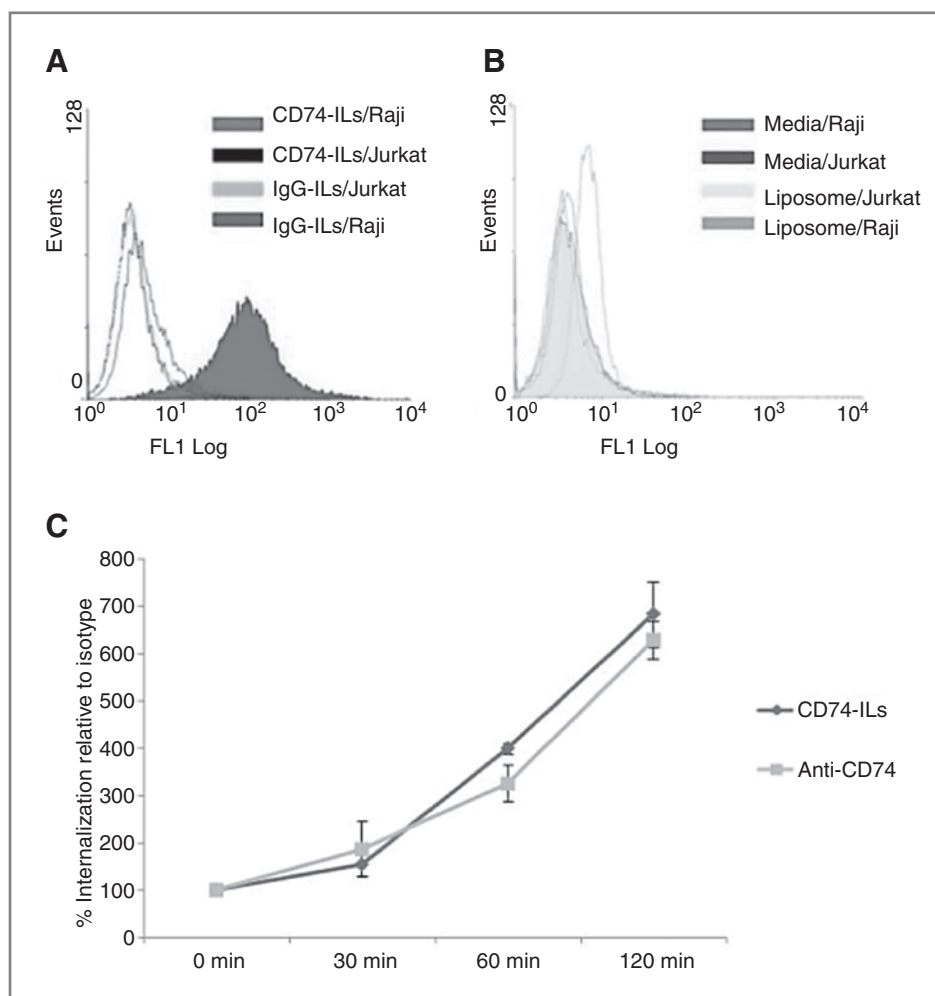 A
128
Events
0
10^0 10^1 10^2 10^3 10^4
FL1 Log
CD74-ILs/Raji
CD74-ILs/Jurkat
IgG-ILs/Jurkat
IgG-ILs/Raji
B
128
Events
0
10^0 10^1 10^2 10^3 10^4
FL1 Log
Media/Raji
Media/Jurkat
Liposome/Jurkat
Liposome/Raji
C
% Internalization relative to isotype
800
700
600
500
400
300
200
100
0
0 min 30 min 60 min 120 min
CD74-ILs
Anti-CD74